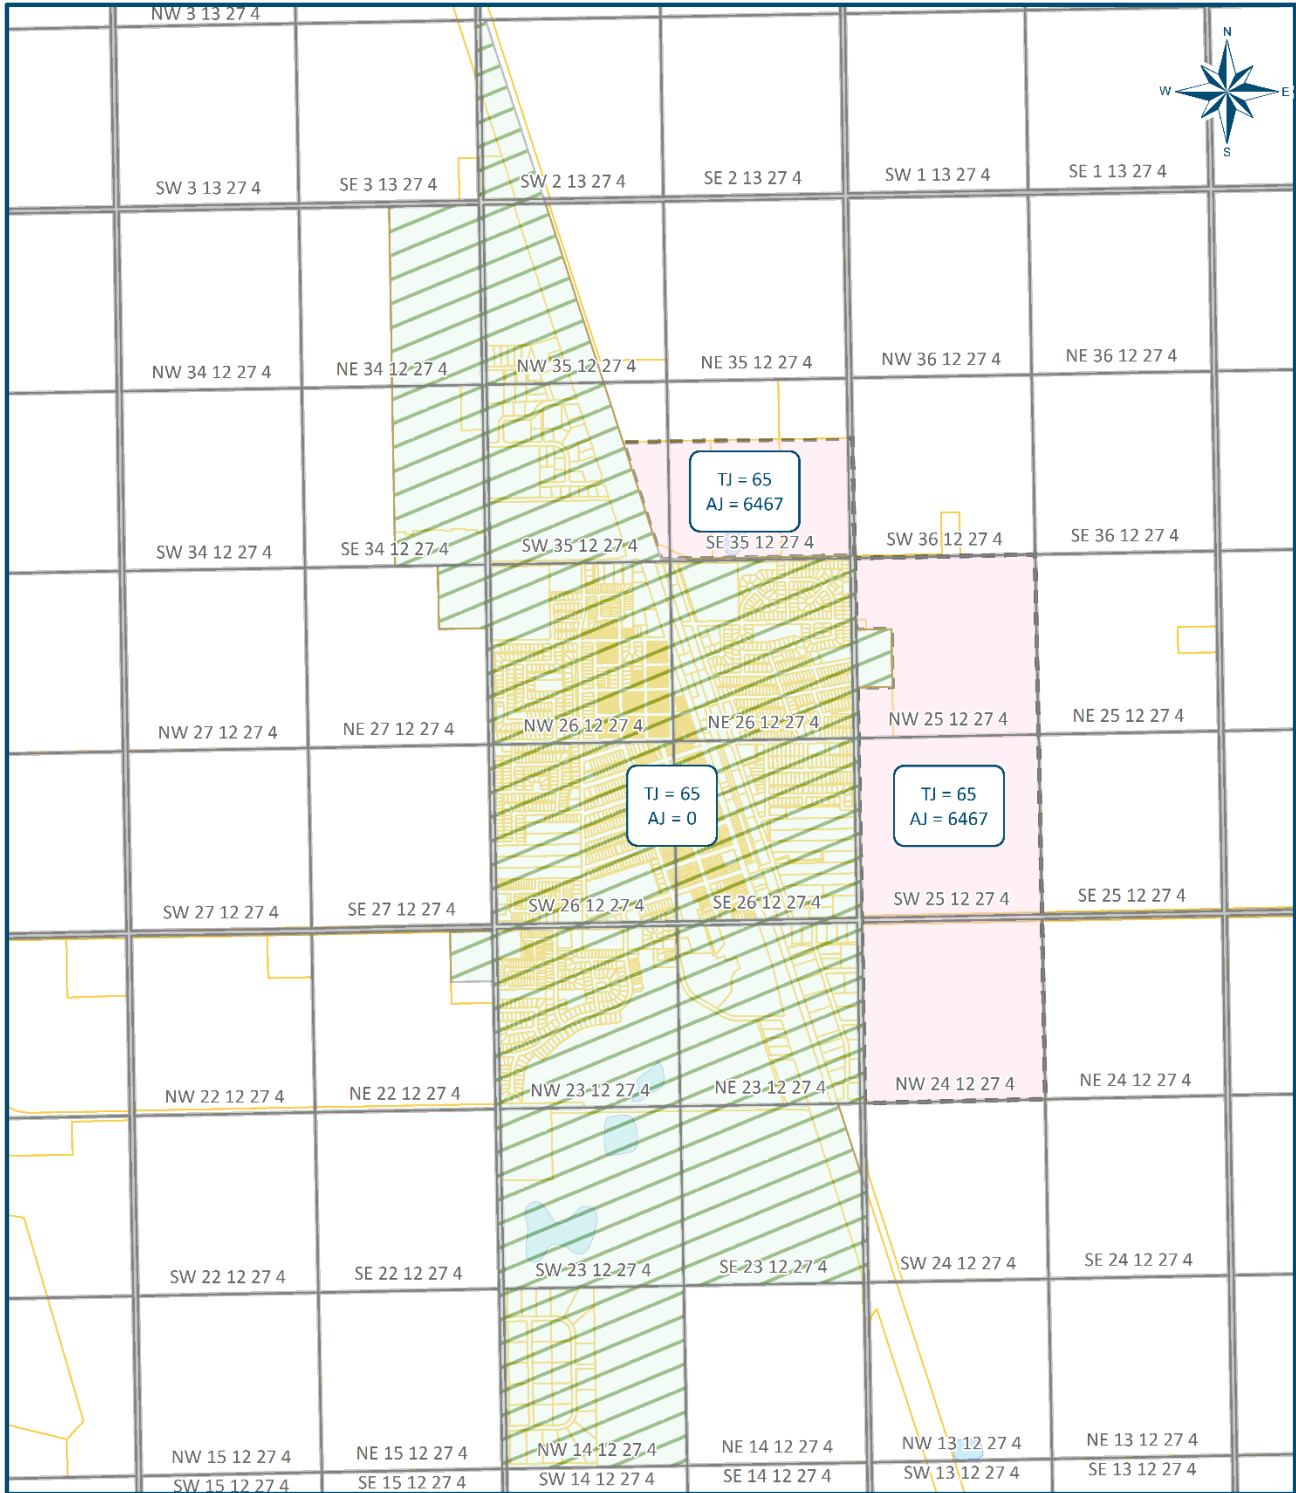 NW 3 13 27 4
N
W
E
S
SW 3 13 27 4
SE 3 13 27 4
SW 2 13 27 4
SE 2 13 27 4
SW 1 13 27 4
SE 1 13 27 4
NW 34 12 27 4
NE 34 12 27 4
NW 35 12 27 4
NE 35 12 27 4
NW 36 12 27 4
NE 36 12 27 4
TJ = 65
AJ = 6467
SW 34 12 27 4
SE 34 12 27 4
SW 35 12 27 4
SE 35 12 27 4
SW 36 12 27 4
SE 36 12 27 4
NW 27 12 27 4
NE 27 12 27 4
NW 26 12 27 4
NE 26 12 27 4
NW 25 12 27 4
NE 25 12 27 4
TJ = 65
AJ = 0
TJ = 65
AJ = 6467
SW 27 12 27 4
SE 27 12 27 4
SW 26 12 27 4
SE 26 12 27 4
SW 25 12 27 4
SE 25 12 27 4
NW 22 12 27 4
NE 22 12 27 4
NW 23 12 27 4
NE 23 12 27 4
NW 24 12 27 4
NE 24 12 27 4
SW 22 12 27 4
SE 22 12 27 4
SW 23 12 27 4
SE 23 12 27 4
SW 24 12 27 4
SE 24 12 27 4
NW 15 12 27 4
NE 15 12 27 4
NW 14 12 27 4
NE 14 12 27 4
NW 13 12 27 4
NE 13 12 27 4
SW 15 12 27 4
SE 15 12 27 4
SW 14 12 27 4
SE 14 12 27 4
SW 13 12 27 4
SE 13 12 27 4